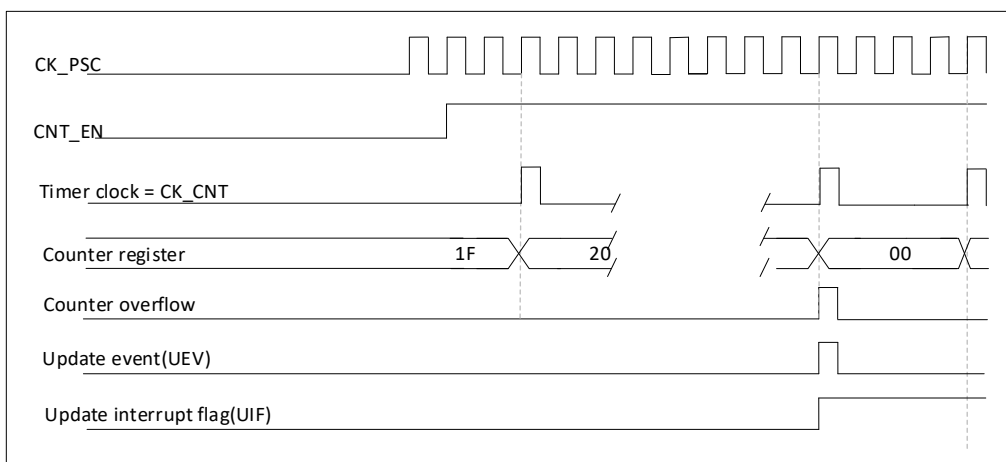 CK_PSC
CNT_EN
Timer clock = CK_CNT
Counter register
1F
20
00
Counter overflow
Update event(UEV)
Update interrupt flag(UIF)